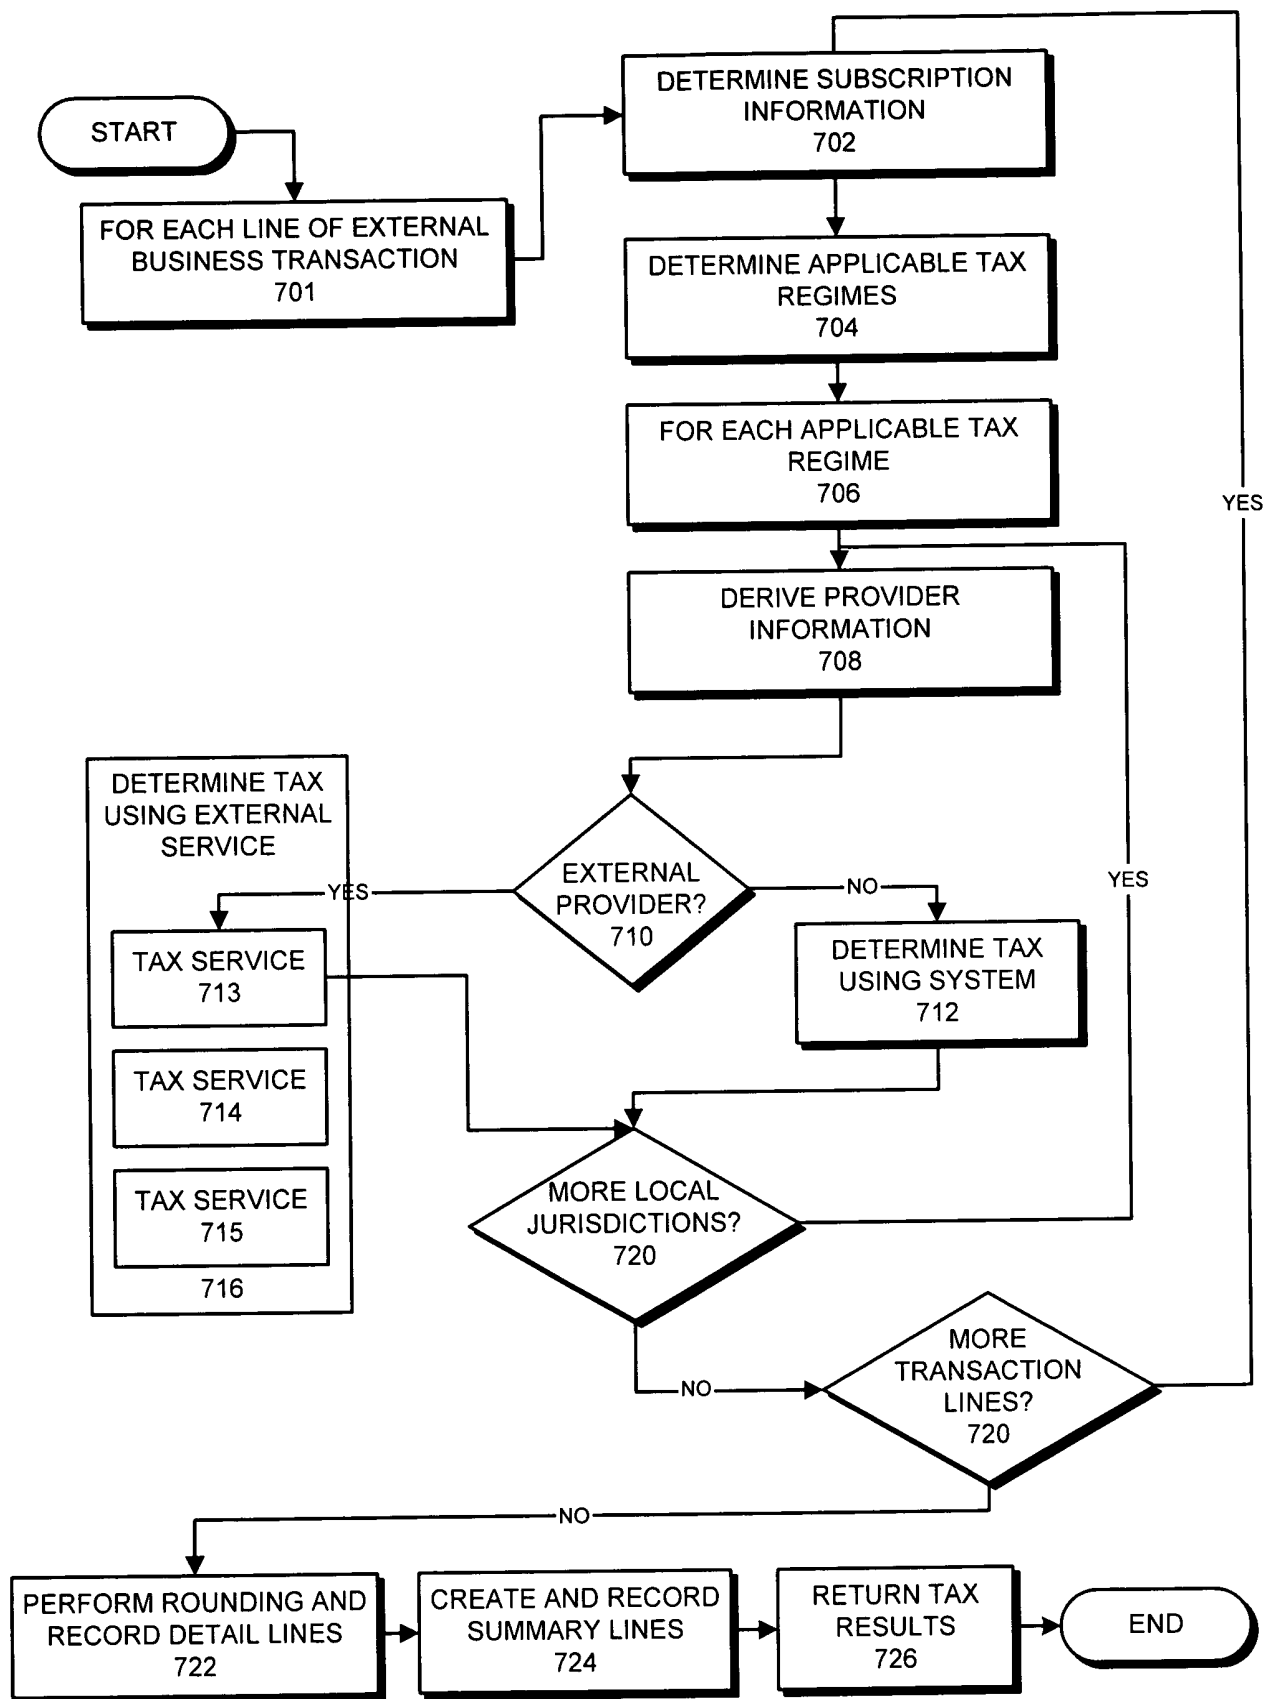 START
FOR EACH LINE OF EXTERNAL
BUSINESS TRANSACTION
701
DETERMINE SUBSCRIPTION
INFORMATION
702
DETERMINE APPLICABLE TAX
REGIMES
704
FOR EACH APPLICABLE TAX
REGIME
706
YES
DERIVE PROVIDER
INFORMATION
708
DETERMINE TAX
USING EXTERNAL
SERVICE
YES
EXTERNAL
PROVIDER?
710
NO
YES
TAX SERVICE
713
DETERMINE TAX
USING SYSTEM
712
TAX SERVICE
714
TAX SERVICE
715
716
MORE LOCAL
JURISDICTIONS?
720
NO
MORE
TRANSACTION
LINES?
720
NO
PERFORM ROUNDING AND
RECORD DETAIL LINES
722
CREATE AND RECORD
SUMMARY LINES
724
RETURN TAX
RESULTS
726
END